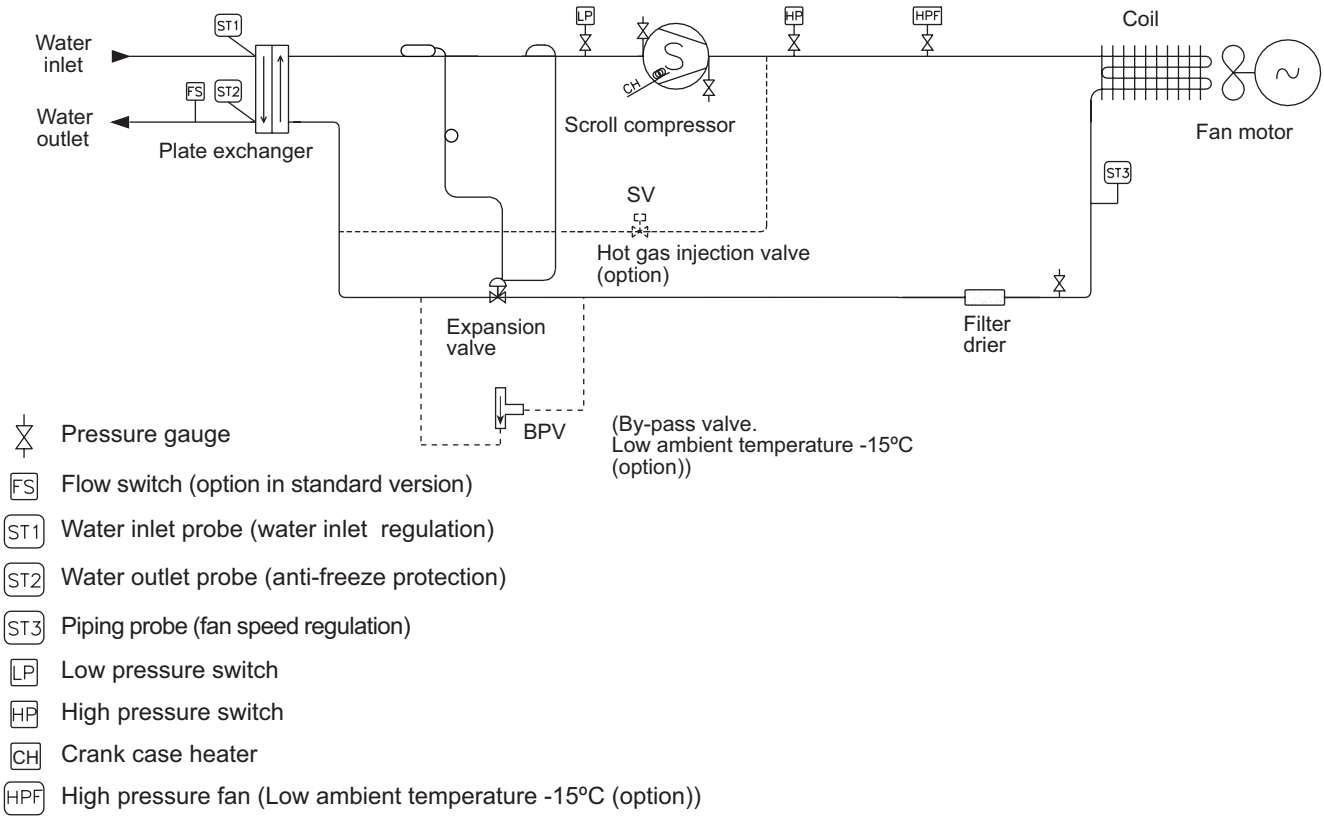 ST1
LP
HP
HPF
Coil
Water
inlet
S
CH
FS
ST2
Water
outlet
Plate exchanger
Scroll compressor
Fan motor
ST3
SV
Hot gas injection valve
(option)
Expansion
valve
Filter
drier
BPV
(By-pass valve.
Low ambient temperature -15ºC
(option))
Pressure gauge
FS Flow switch (option in standard version)
ST1 Water inlet probe (water inlet regulation)
ST2 Water outlet probe (anti-freeze protection)
ST3 Piping probe (fan speed regulation)
LP Low pressure switch
HP High pressure switch
CH Crank case heater
HPF High pressure fan (Low ambient temperature -15ºC (option))